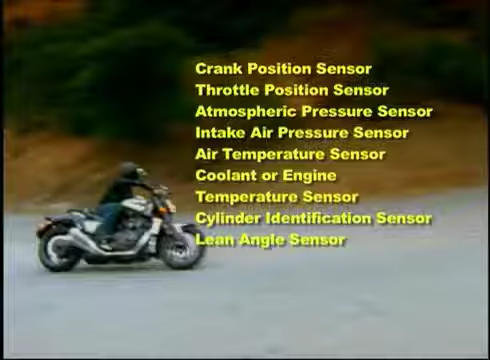 Crank Position Sensor
Throttle Position Sensor
Atmospheric Pressure Sensor
Intake Air Pressure Sensor
Air Temperature Sensor
Coolant or Engine
Temperature Sensor
Cylinder Identification Sensor
Lean Angle Sensor